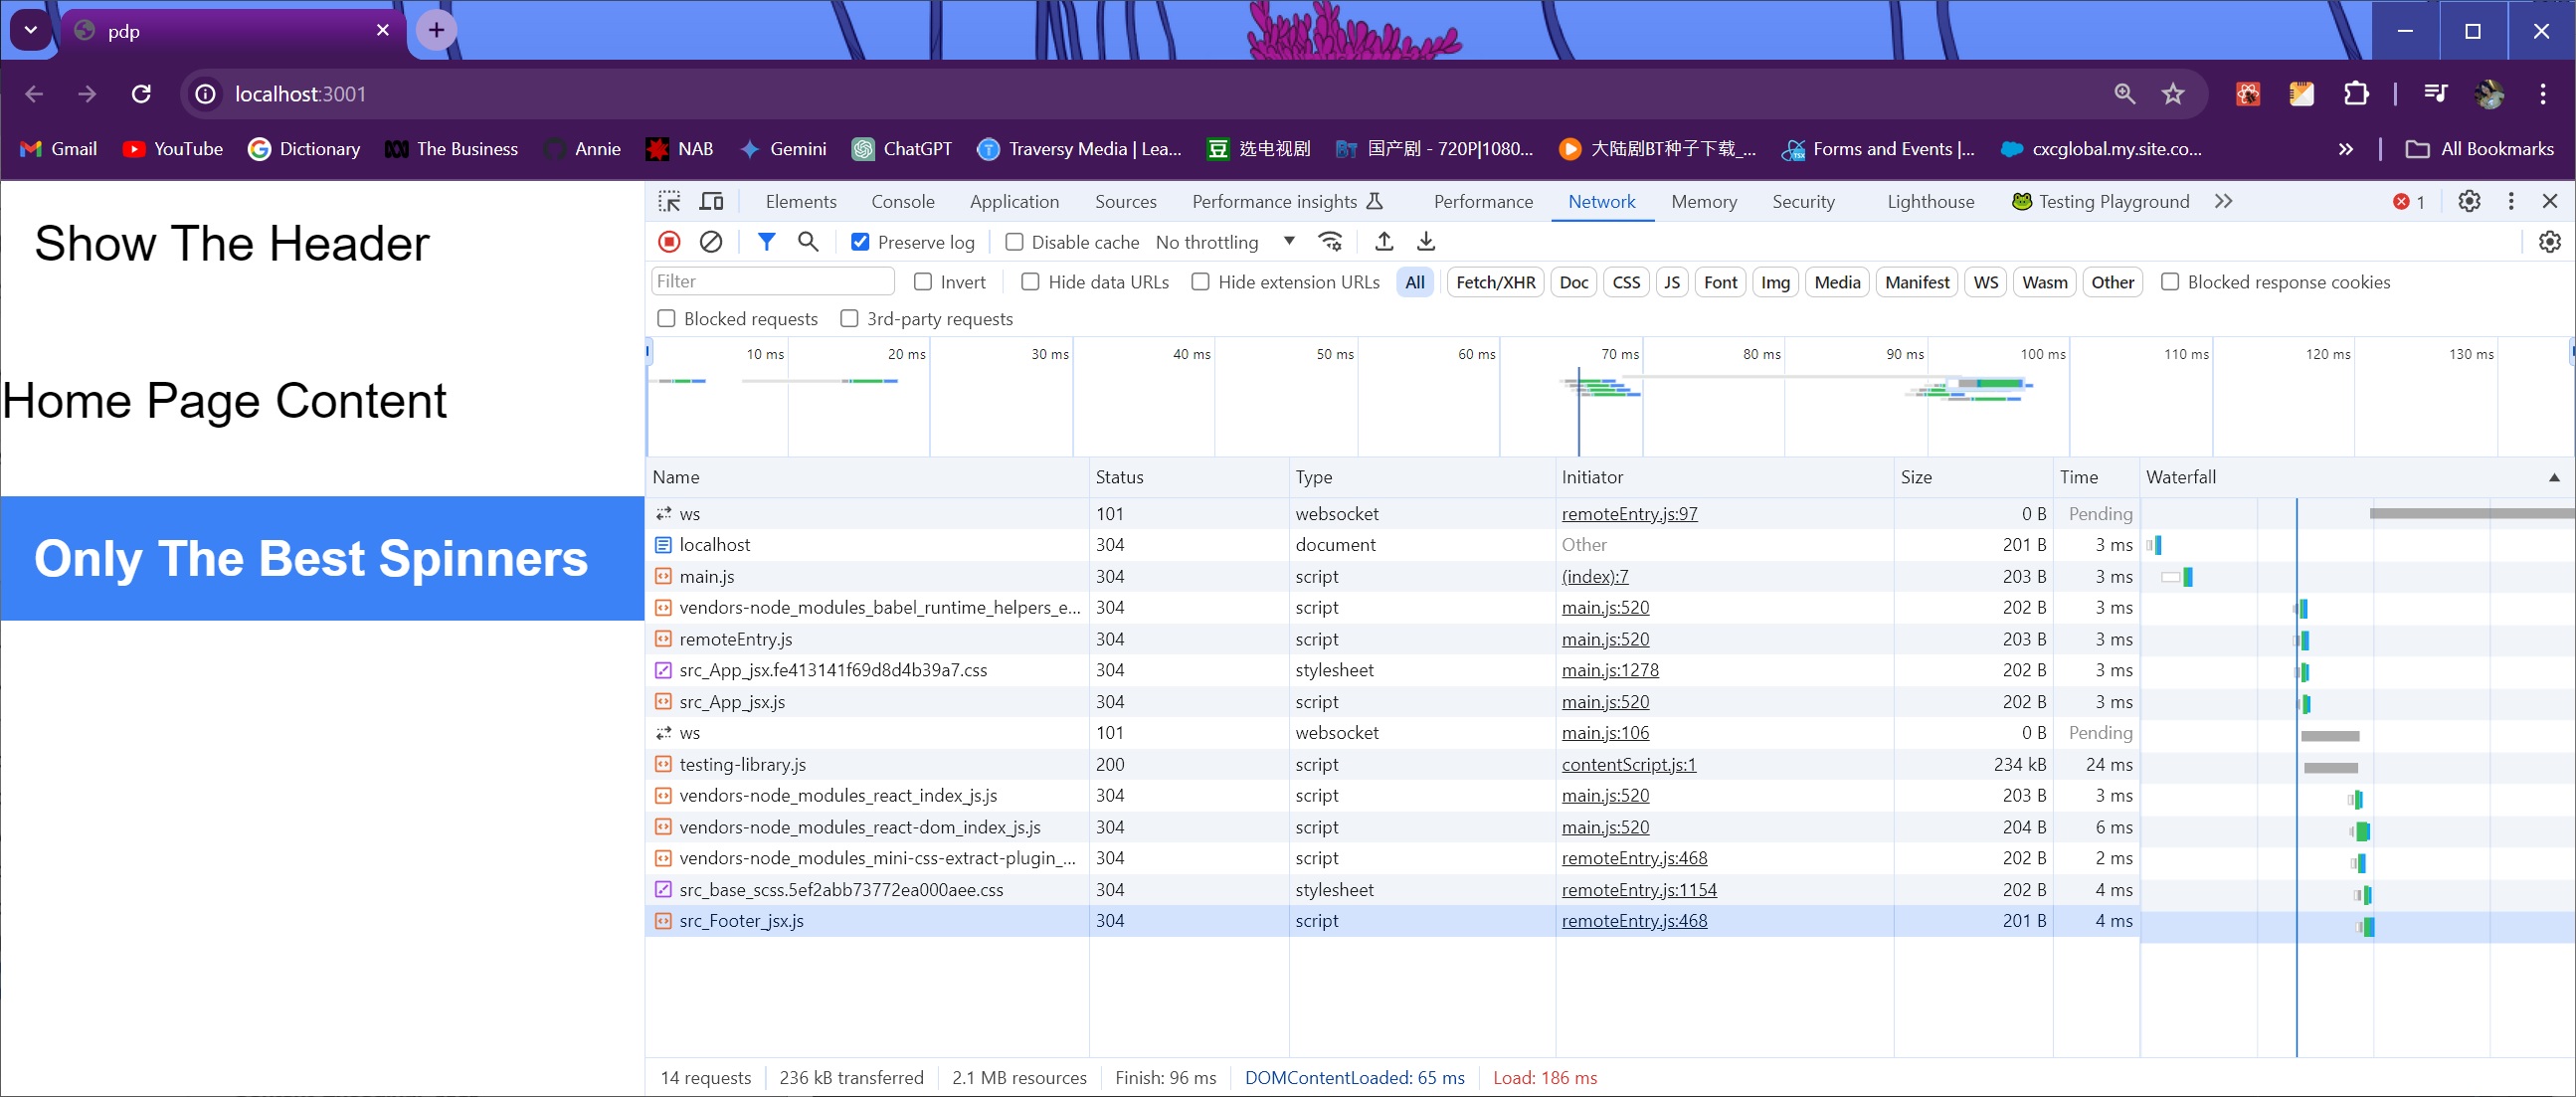 pdp
localhost:3001
Gmail YouTube Dictionary The Business Annie NAB Gemini ChatGPT Traversy Media | Lea... 选电视剧 国产剧 - 720P|1080... 大陆剧BT种子下载_... Forms and Events |... cxcglobal.my.site.co... All Bookmarks
Show The Header
Home Page Content
Only The Best Spinners
Elements Console Application Sources Performance insights Performance Network Memory Security Lighthouse Testing Playground 1
Preserve log Disable cache No throttling
Filter Invert Hide data URLs Hide extension URLs All Fetch/XHR Doc CSS JS Font Img Media Manifest WS Wasm Other Blocked response cookies
Blocked requests 3rd-party requests
10 ms 20 ms 30 ms 40 ms 50 ms 60 ms 70 ms 80 ms 90 ms 100 ms 110 ms 120 ms 130 ms
Name Status Type Initiator Size Time Waterfall
ws 101 websocket remoteEntry.js:97 0 B Pending
localhost 304 document Other 201 B 3 ms
main.js 304 script (index):7 203 B 3 ms
vendors-node_modules_babel_runtime_helpers_e... 304 script main.js:520 202 B 3 ms
remoteEntry.js 304 script main.js:520 203 B 3 ms
src_App_jsx.fe413141f69d8d4b39a7.css 304 stylesheet main.js:1278 202 B 3 ms
src_App_jsx.js 304 script main.js:520 202 B 3 ms
ws 101 websocket main.js:106 0 B Pending
testing-library.js 200 script contentScript.js:1 234 kB 24 ms
vendors-node_modules_react_index_js.js 304 script main.js:520 203 B 3 ms
vendors-node_modules_react-dom_index_js.js 304 script main.js:520 204 B 6 ms
vendors-node_modules_mini-css-extract-plugin_... 304 script remoteEntry.js:468 202 B 2 ms
src_base_scss.5ef2abb73772ea000aee.css 304 stylesheet remoteEntry.js:1154 202 B 4 ms
src_Footer_jsx.js 304 script remoteEntry.js:468 201 B 4 ms
14 requests 236 kB transferred 2.1 MB resources Finish: 96 ms DOMContentLoaded: 65 ms Load: 186 ms